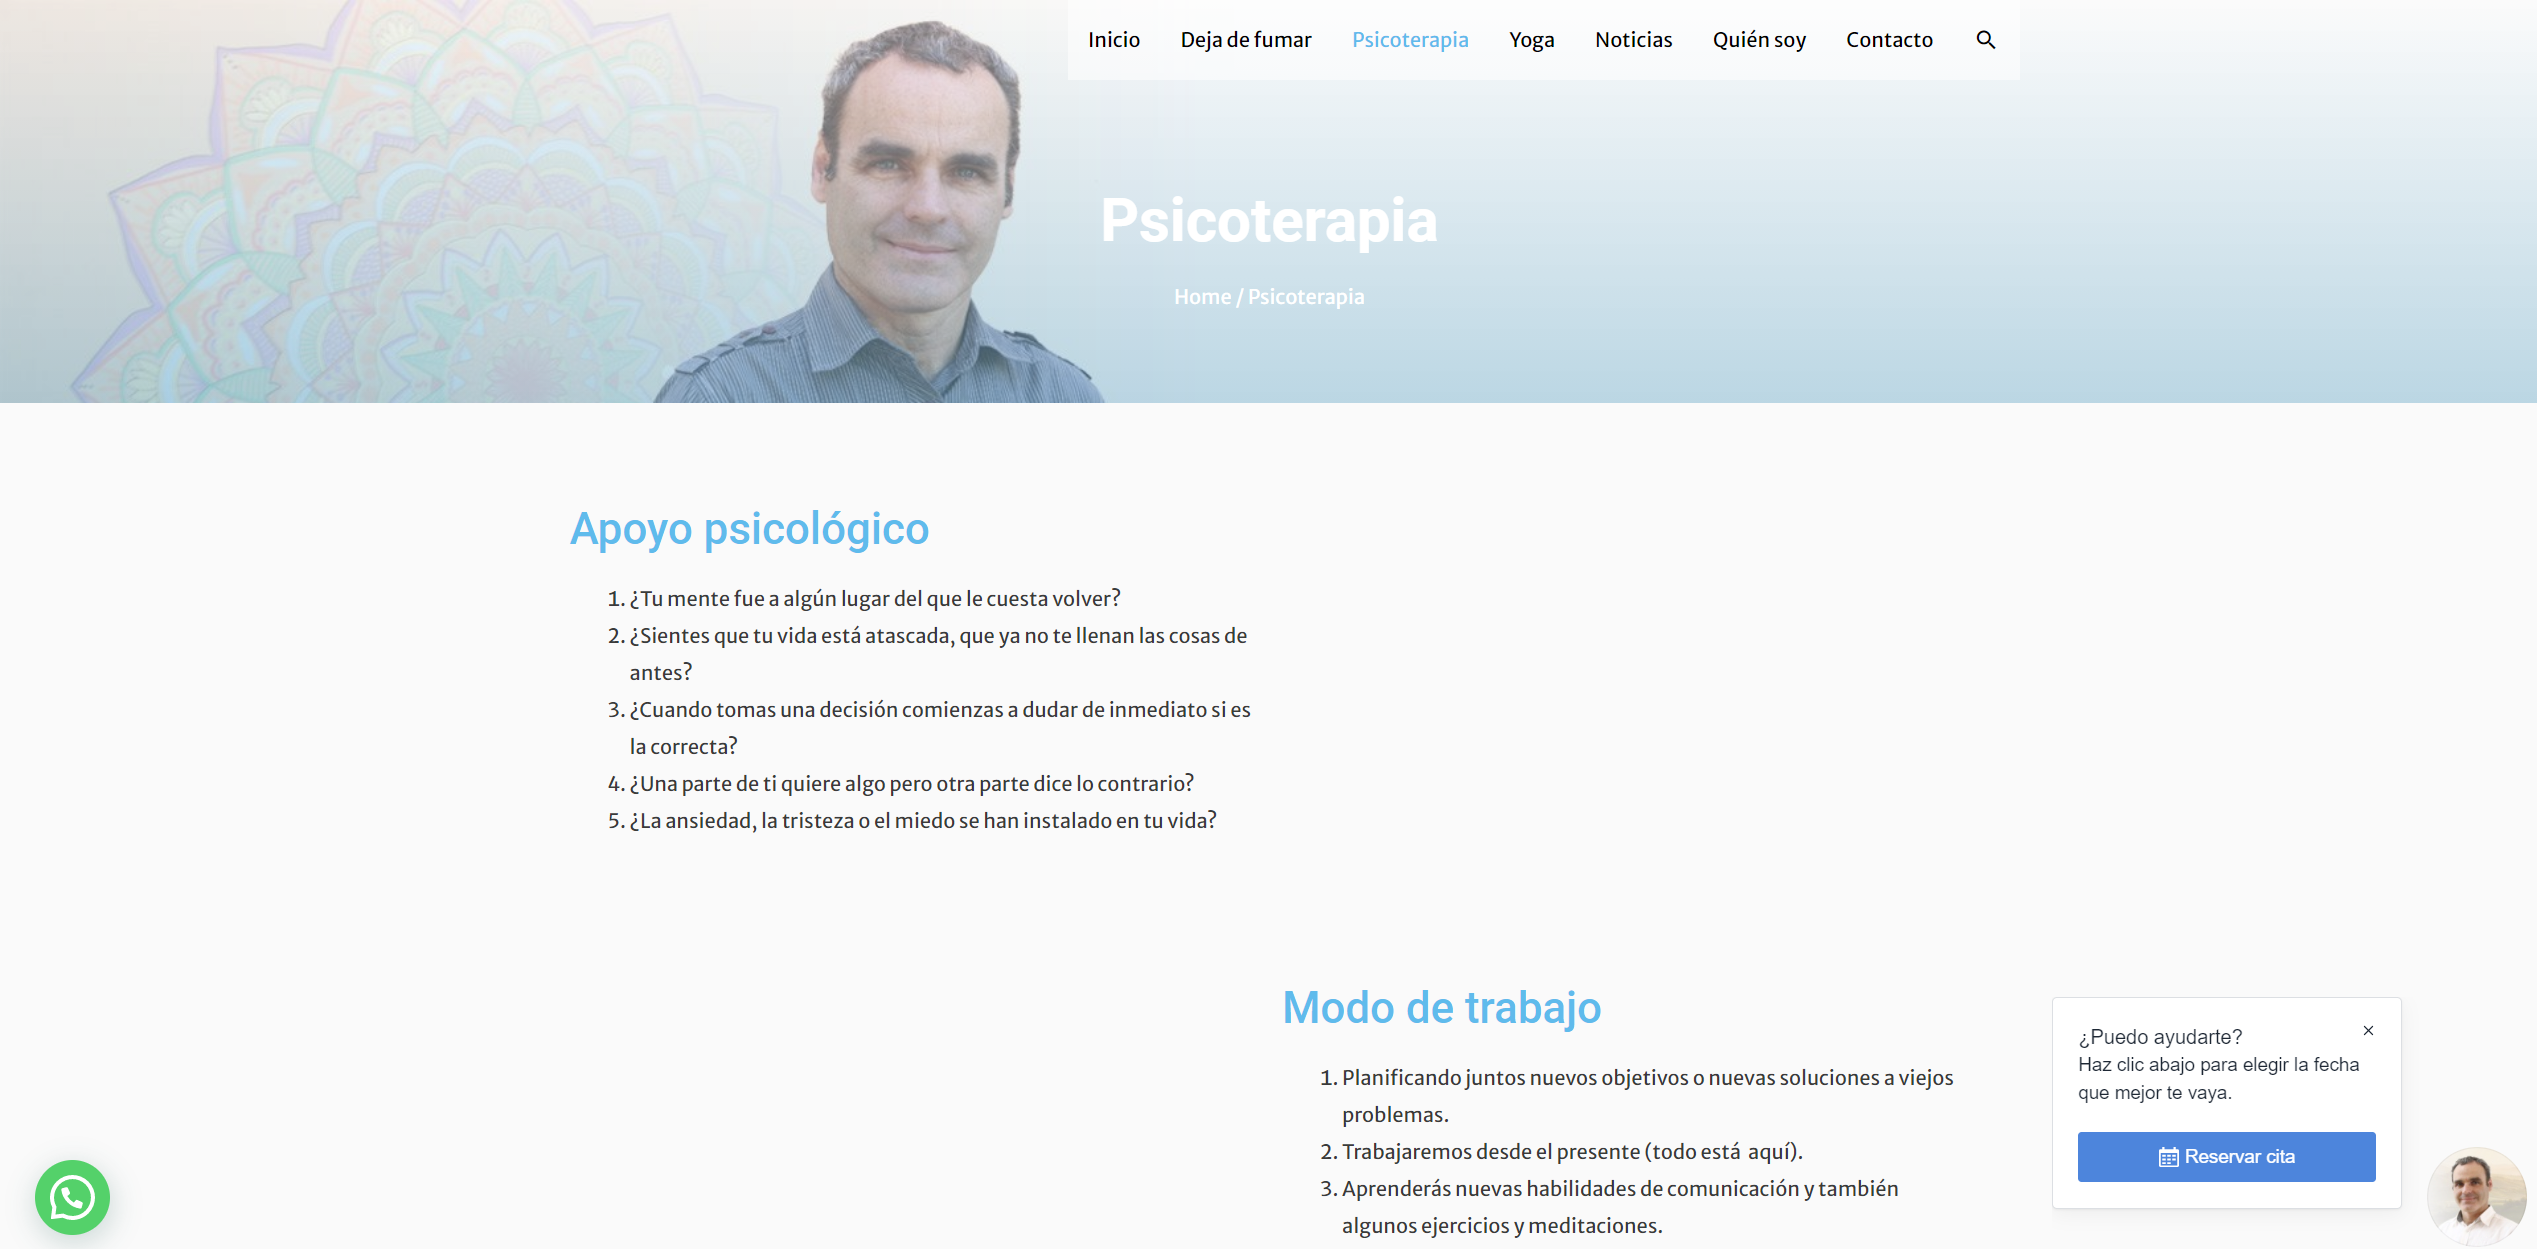 Inicio Deja de fumar Psicoterapia Yoga Noticias Quién soy Contacto
Psicoterapia
Home / Psicoterapia
Apoyo psicológico
1. ¿Tu mente fue a algún lugar del que le cuesta volver?
2. ¿Sientes que tu vida está atascada, que ya no te llenan las cosas de
antes?
3. ¿Cuando tomas una decisión comienzas a dudar de inmediato si es
la correcta?
4. ¿Una parte de ti quiere algo pero otra parte dice lo contrario?
5. ¿La ansiedad, la tristeza o el miedo se han instalado en tu vida?
Modo de trabajo
1. Planificando juntos nuevos objetivos o nuevas soluciones a viejos
problemas.
2. Trabajaremos desde el presente (todo está aquí).
3. Aprenderás nuevas habilidades de comunicación y también
algunos ejercicios y meditaciones.
¿Puedo ayudarte?
Haz clic abajo para elegir la fecha
que mejor te vaya.
Reservar cita